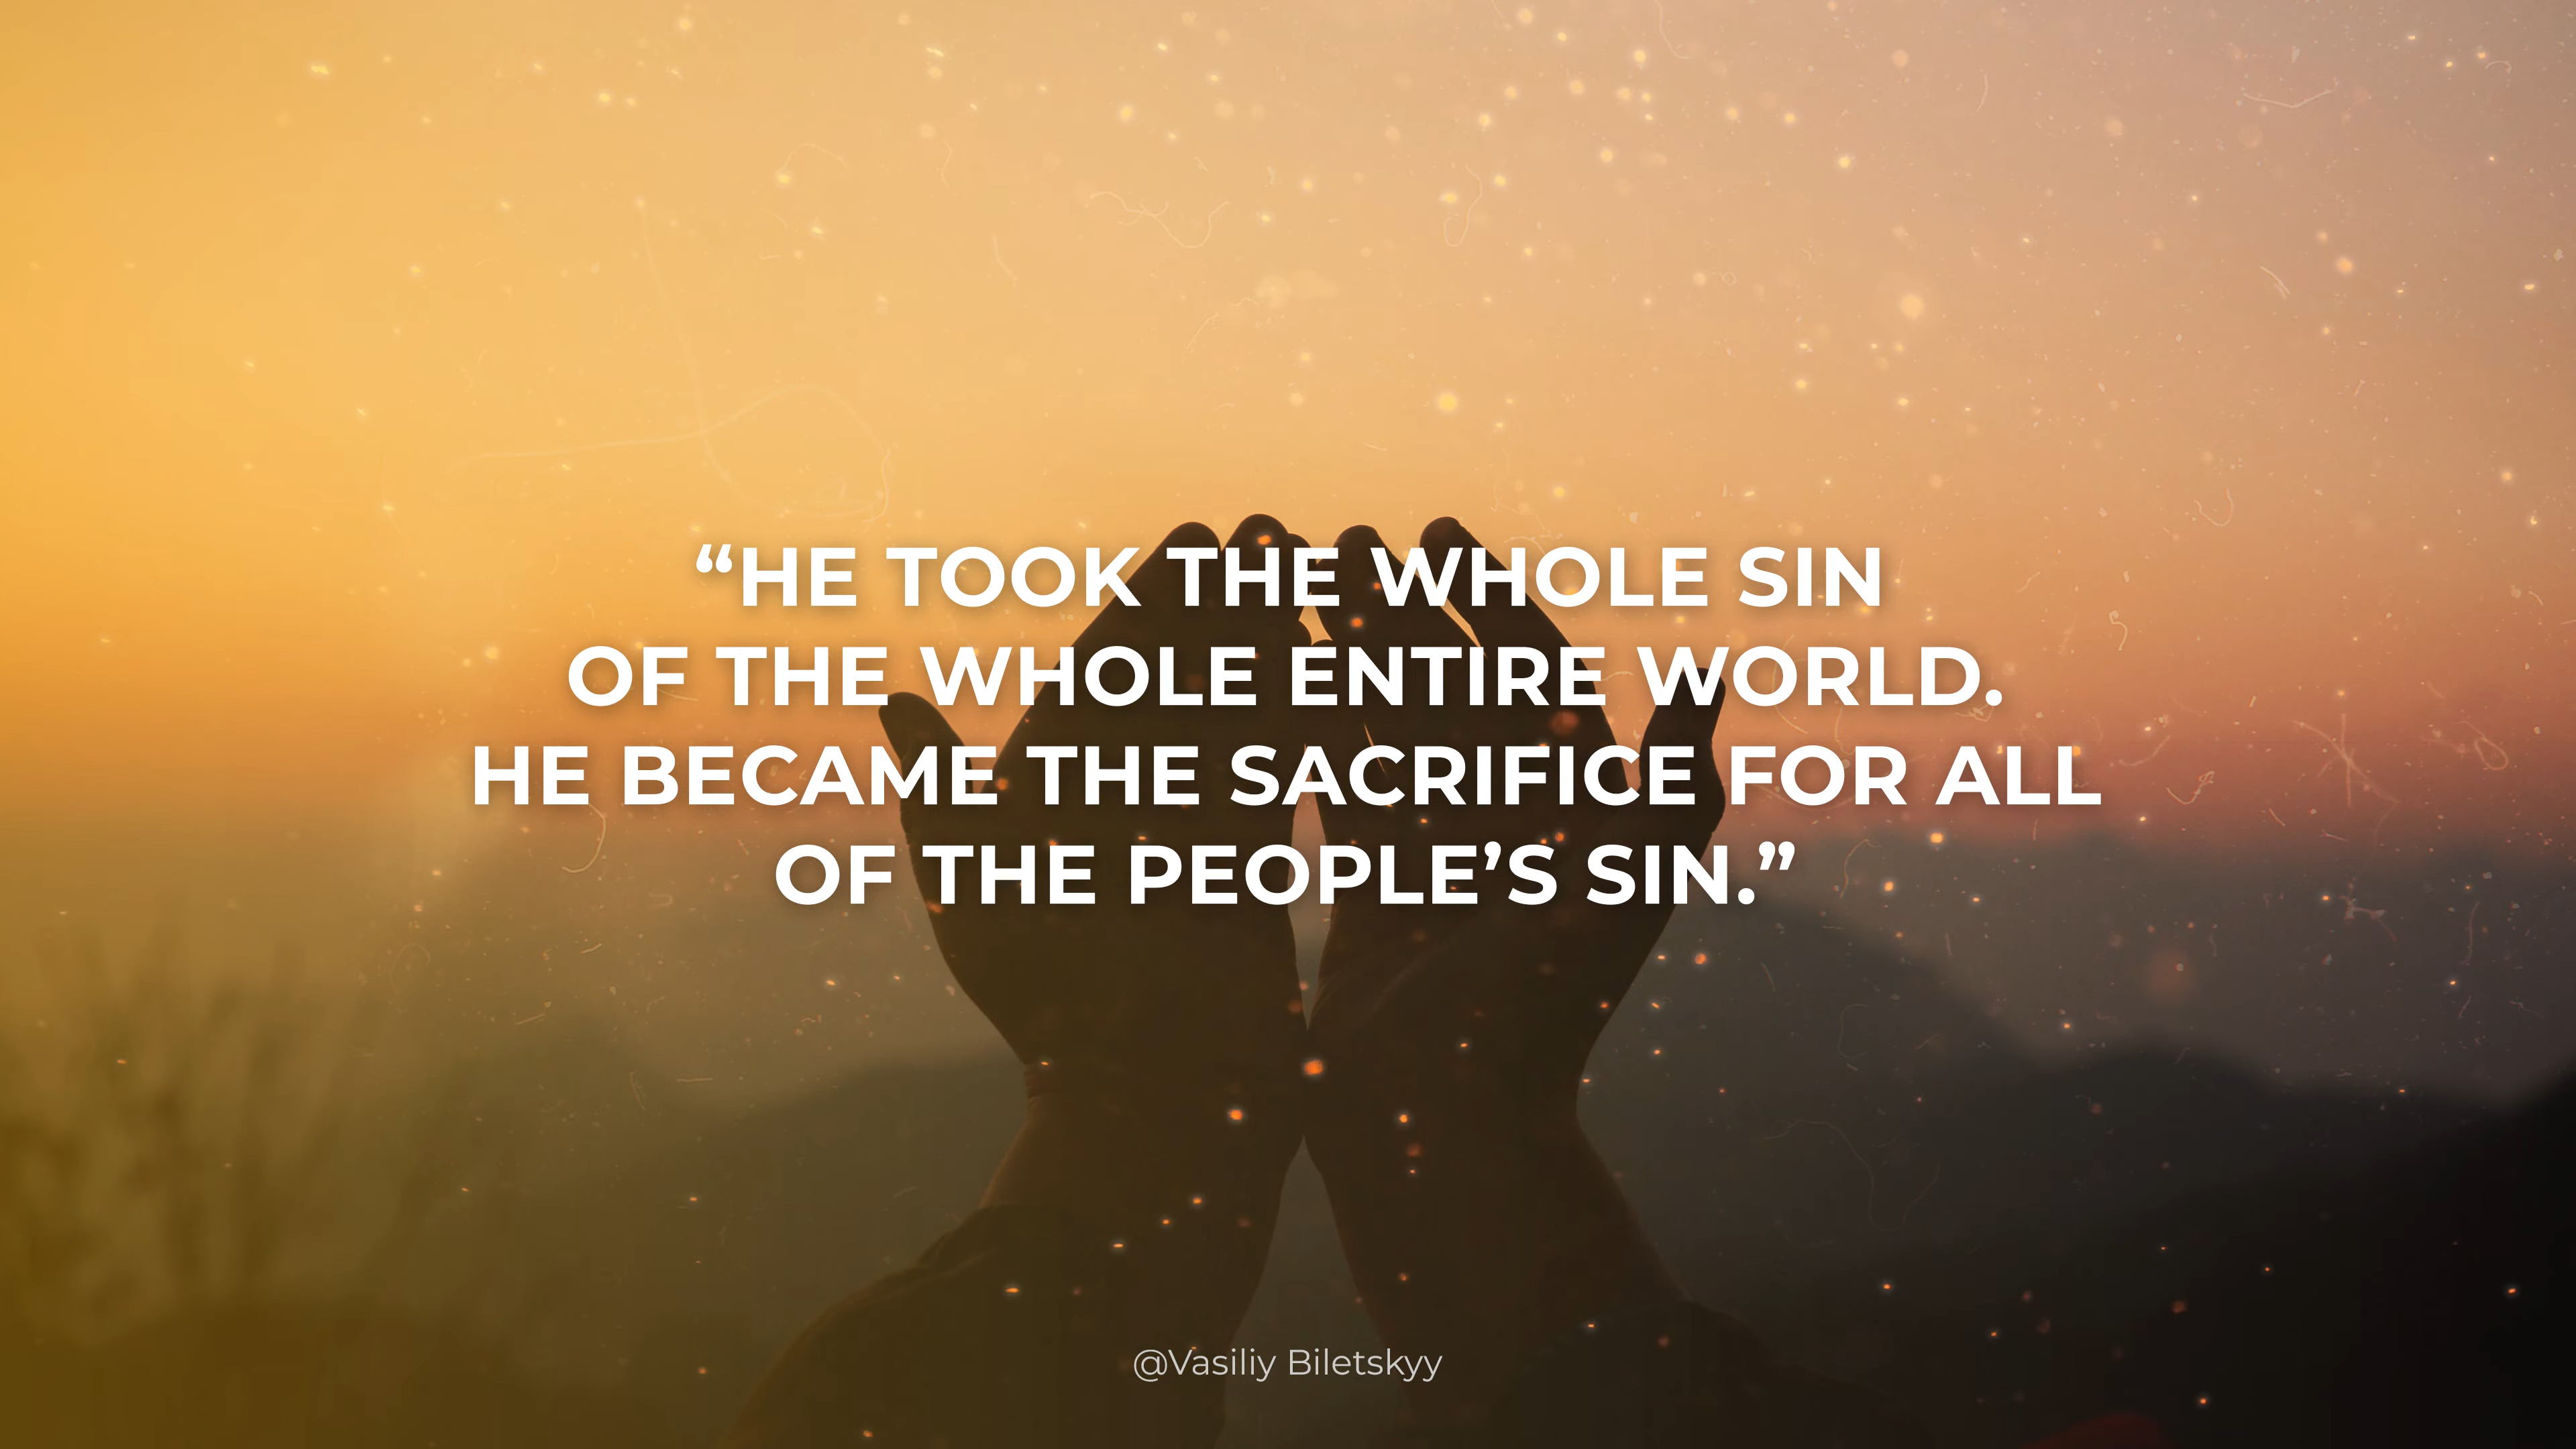 “HE TOOK THE WHOLE SIN
OF THE WHOLE ENTIRE WORLD.
HE BECAME THE SACRIFICE FOR ALL
OF THE PEOPLE’S SIN.”
@Vasiliy Biletskyy